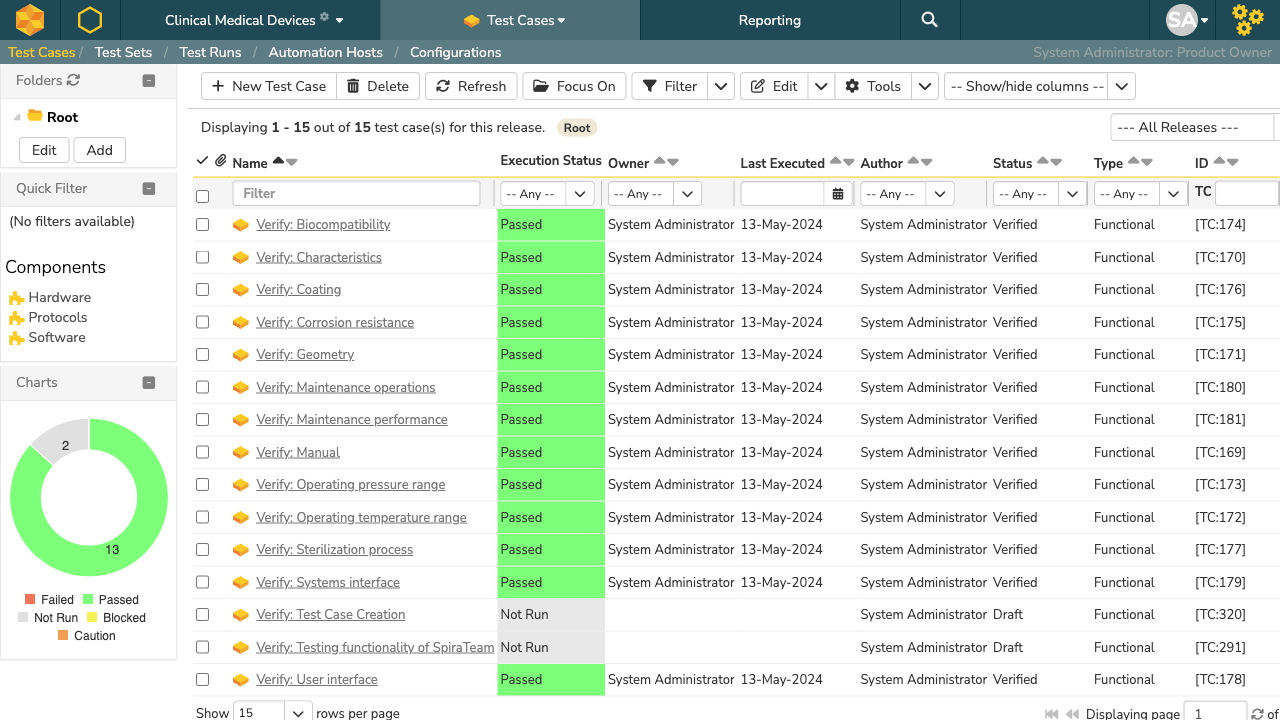 Clinical Medical Devices
Test Cases
Reporting
SA
Test Cases / Test Sets / Test Runs / Automation Hosts / Configurations
System Administrator: Product Owner
Folders
Root
Edit Add
Quick Filter
(No filters available)
Components
Hardware
Protocols
Software
Charts
2
13
Failed Passed
Not Run Blocked
Caution
New Test Case Delete Refresh Focus On Filter Edit Tools -- Show/hide columns --
Displaying 1 - 15 out of 15 test case(s) for this release. Root
--- All Releases ---
Name Execution Status Owner Last Executed Author Status Type ID
Filter -- Any -- -- Any -- -- Any -- -- Any -- -- Any -- TC
Verify: Biocompatibility Passed System Administrator 13-May-2024 System Administrator Verified Functional [TC:174]
Verify: Characteristics Passed System Administrator 13-May-2024 System Administrator Verified Functional [TC:170]
Verify: Coating Passed System Administrator 13-May-2024 System Administrator Verified Functional [TC:176]
Verify: Corrosion resistance Passed System Administrator 13-May-2024 System Administrator Verified Functional [TC:175]
Verify: Geometry Passed System Administrator 13-May-2024 System Administrator Verified Functional [TC:171]
Verify: Maintenance operations Passed System Administrator 13-May-2024 System Administrator Verified Functional [TC:180]
Verify: Maintenance performance Passed System Administrator 13-May-2024 System Administrator Verified Functional [TC:181]
Verify: Manual Passed System Administrator 13-May-2024 System Administrator Verified Functional [TC:169]
Verify: Operating pressure range Passed System Administrator 13-May-2024 System Administrator Verified Functional [TC:173]
Verify: Operating temperature range Passed System Administrator 13-May-2024 System Administrator Verified Functional [TC:172]
Verify: Sterilization process Passed System Administrator 13-May-2024 System Administrator Verified Functional [TC:177]
Verify: Systems interface Passed System Administrator 13-May-2024 System Administrator Verified Functional [TC:179]
Verify: Test Case Creation Not Run System Administrator Draft Functional [TC:320]
Verify: Testing functionality of SpiraTeam Not Run System Administrator Draft Functional [TC:291]
Verify: User interface Passed System Administrator 13-May-2024 System Administrator Verified Functional [TC:178]
Show 15 rows per page
Displaying page 1 of